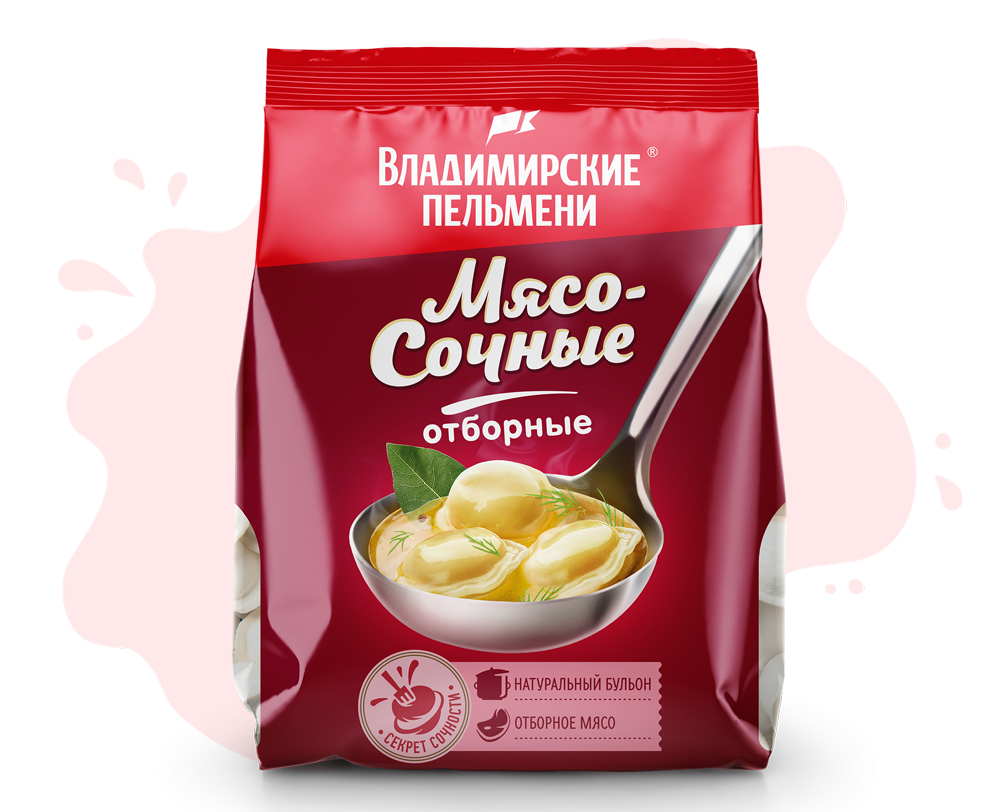 ВЛАДИМИРСКИЕ ®
ПЕЛЬМЕНИ
Мясо-
Сочные
отборные
НАТУРАЛЬНЫЙ БУЛЬОН
ОТБОРНОЕ МЯСО
• СЕКРЕТ СОЧНОСТИ •